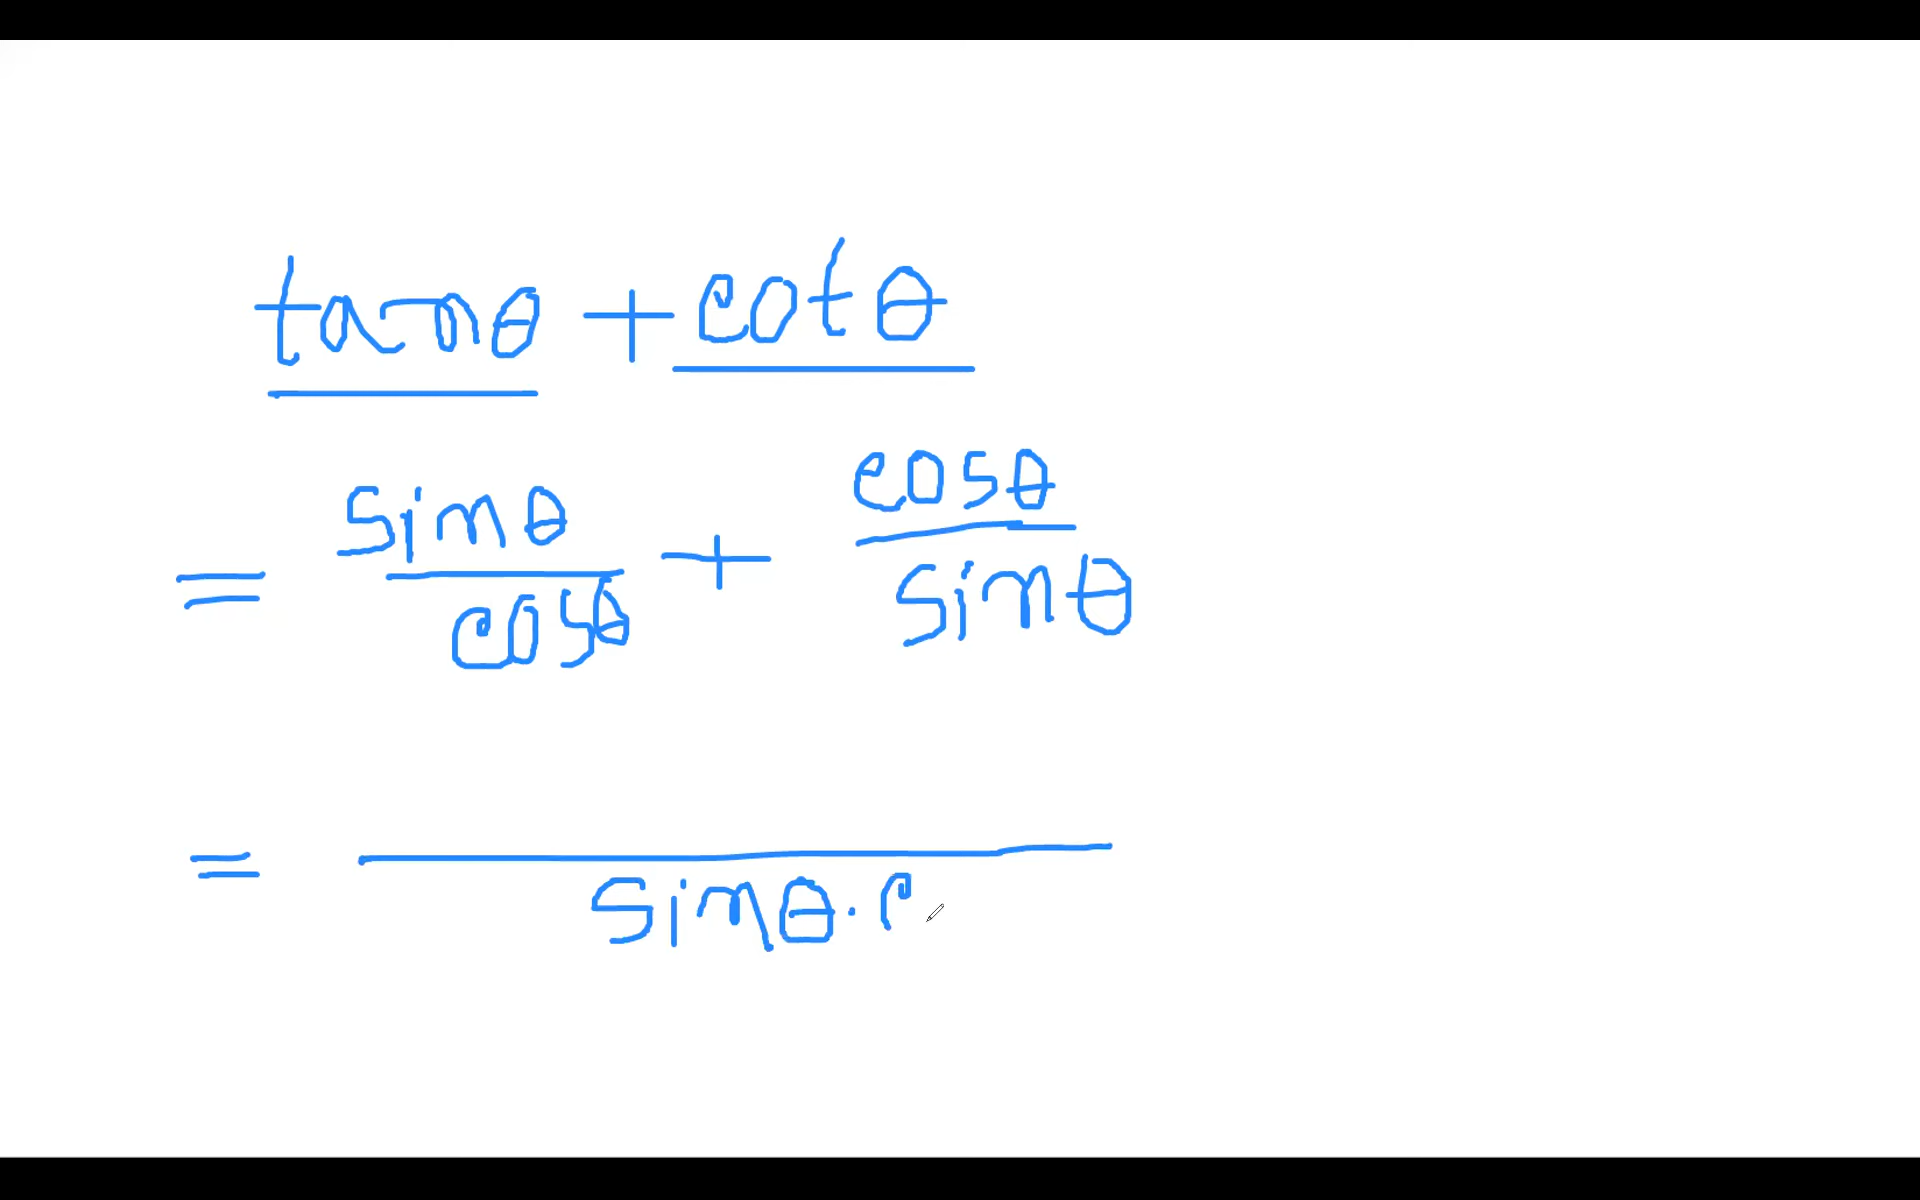 tanθ + cotθ
= sinθ/cosθ + cosθ/sinθ
= /sinθ · c